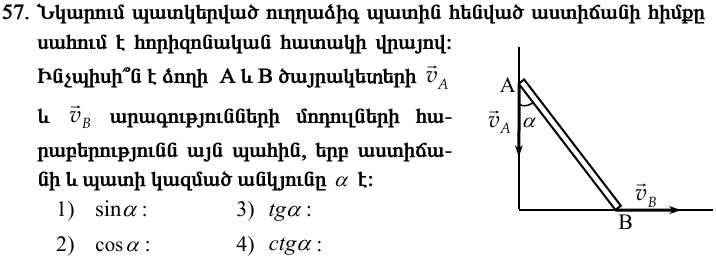 57. Նկարում պատկերված ուղղաձիգ պատին հենված աստիճանի հիմքը
սահում է հորիզոնական հատակի վրայով:
Ինչպիսի՞ն է ձողի A և B ծայրակետերի v⃗_A
և v⃗_B արագությունների մոդուլների հա-
րաբերությունն այն պահին, երբ աստիճա-
նի և պատի կազմած անկյունը α է:
1) sinα :
3) tgα :
2) cosα :
4) ctgα :
A
v⃗_A
α
v⃗_B
B